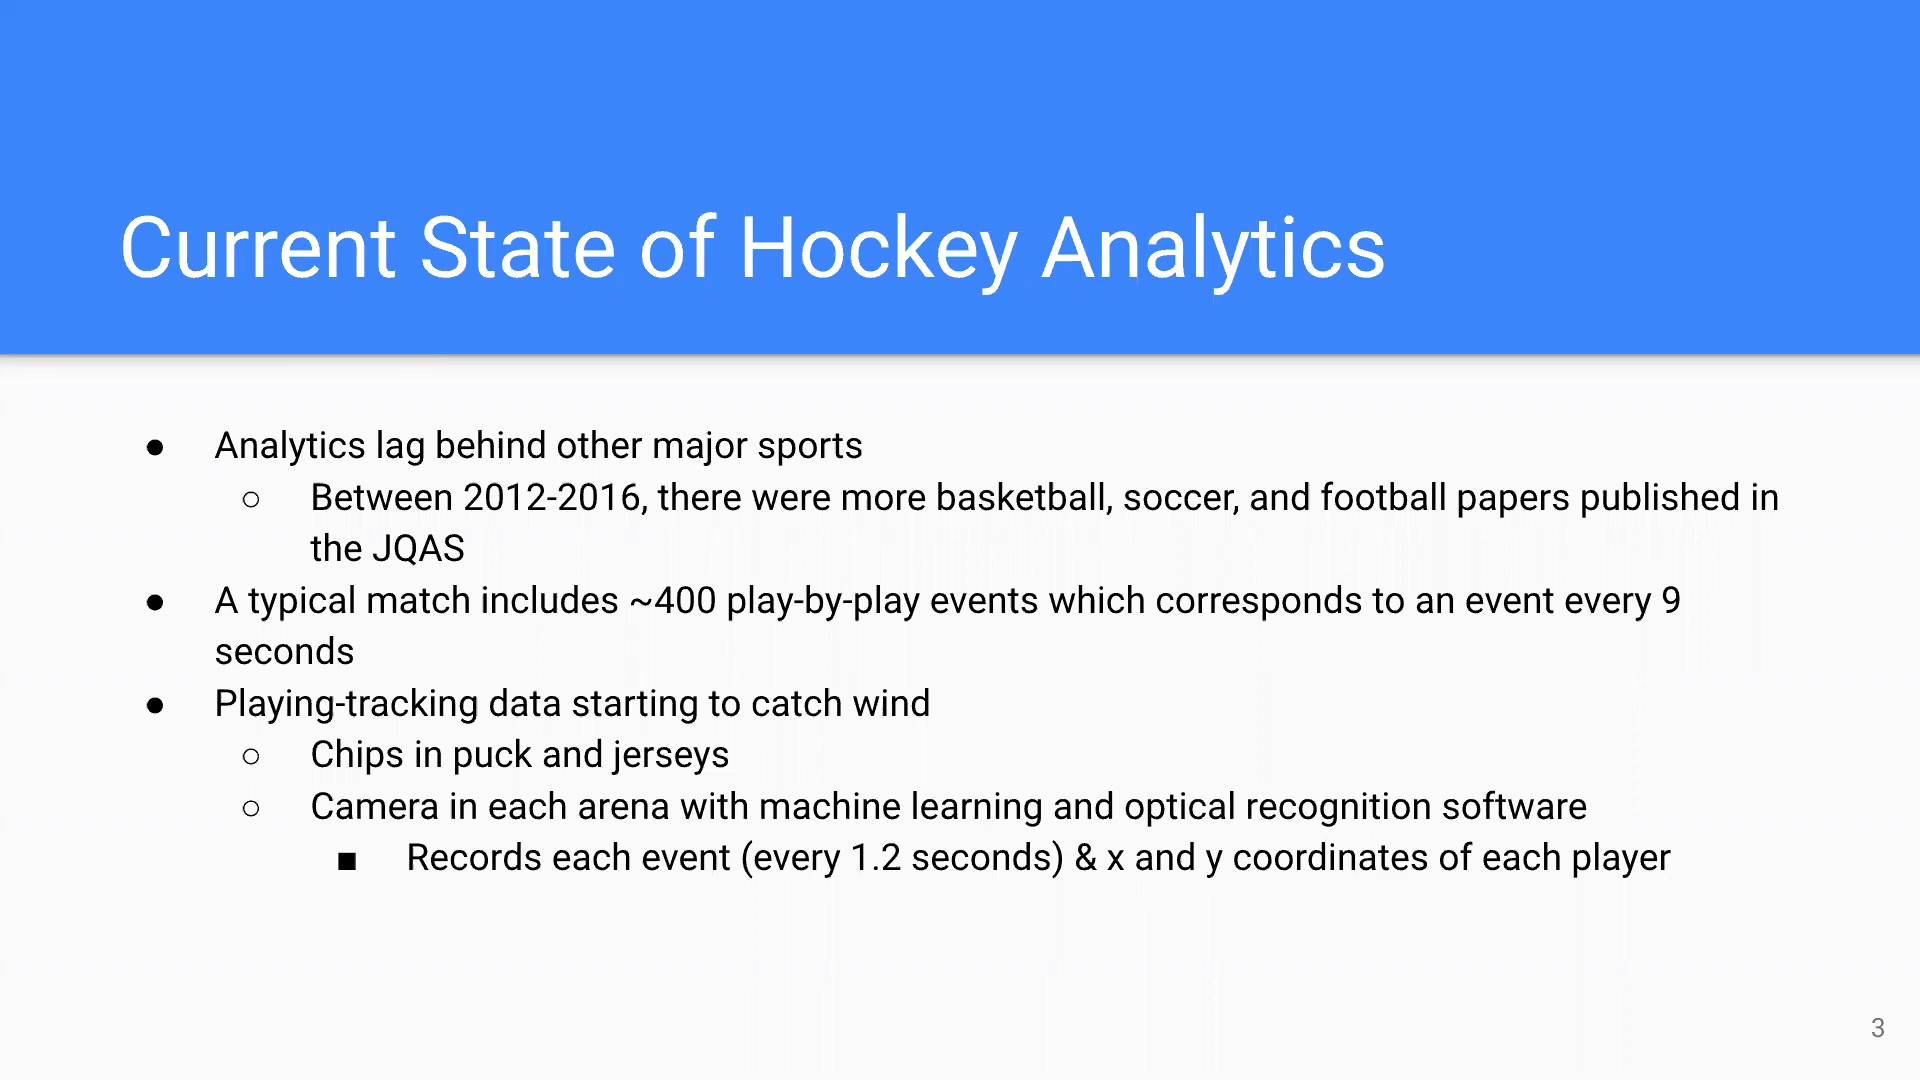 Current State of Hockey Analytics
● Analytics lag behind other major sports
○ Between 2012-2016, there were more basketball, soccer, and football papers published in
the JQAS
● A typical match includes ~400 play-by-play events which corresponds to an event every 9
seconds
● Playing-tracking data starting to catch wind
○ Chips in puck and jerseys
○ Camera in each arena with machine learning and optical recognition software
■ Records each event (every 1.2 seconds) & x and y coordinates of each player
3